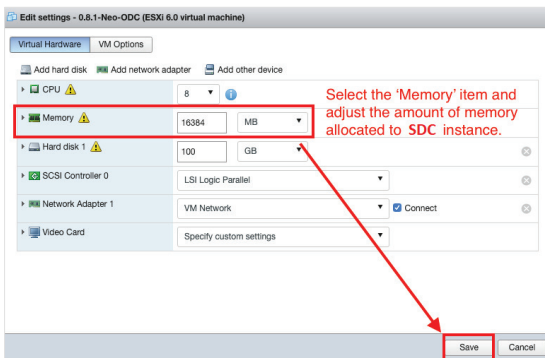 Edit settings - 0.8.1-Neo-ODC (ESXi 6.0 virtual machine)
Virtual Hardware VM Options
Add hard disk Add network adapter Add other device
CPU 8
Select the ‘Memory’ item and
adjust the amount of memory
allocated to SDC instance.
Memory 16384 MB
Hard disk 1 100 GB
SCSI Controller 0 LSI Logic Parallel
Network Adapter 1 VM Network Connect
Video Card Specify custom settings
Save Cancel